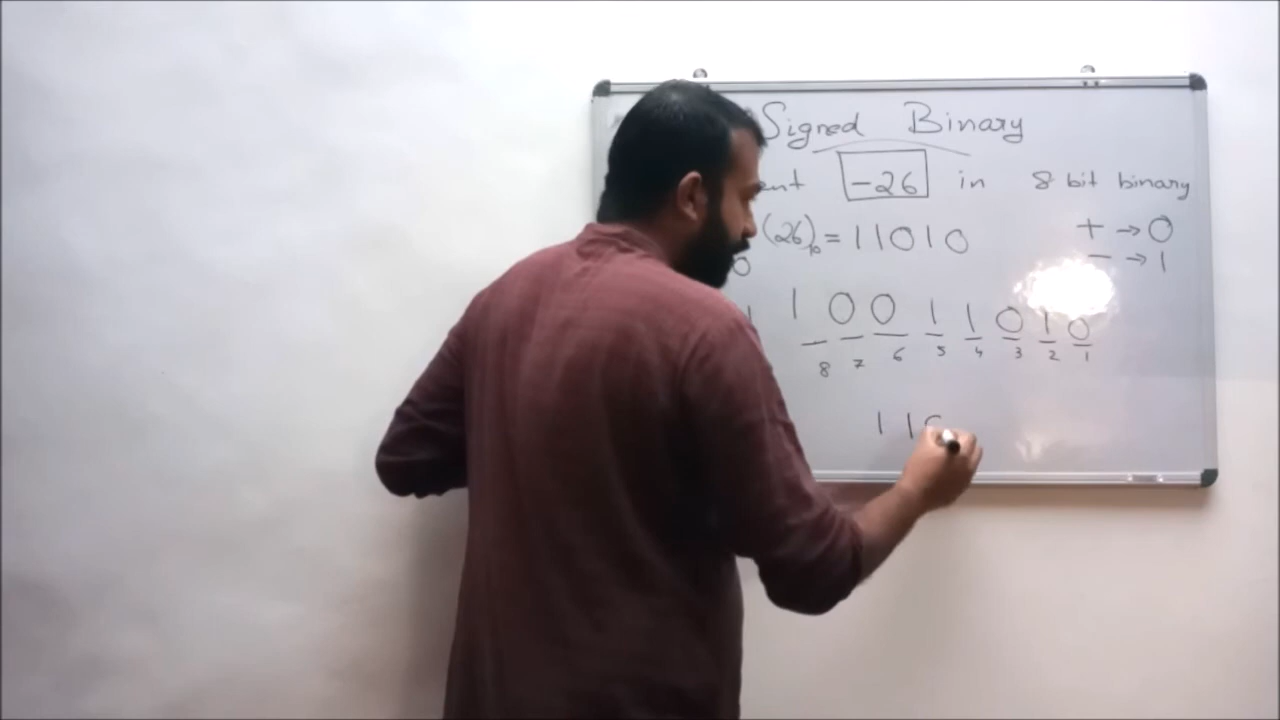 Signed Binary
-26 in 8 bit binary
(26)10 = 11010
+ → 0
- → 1
0
1 0 0 1 1 0 1 0
8 7 6 5 4 3 2 1
1 1